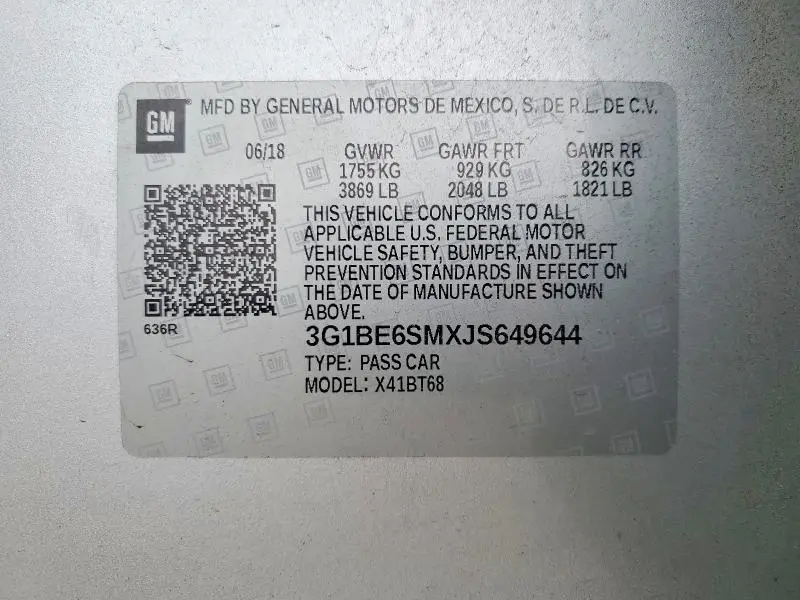 GM® MFD BY GENERAL MOTORS DE MEXICO, S. DE R.L. DE C.V.
06/18 GVWR GAWR FRT GAWR RR
1755 KG 929 KG 826 KG
3869 LB 2048 LB 1821 LB
THIS VEHICLE CONFORMS TO ALL
APPLICABLE U.S. FEDERAL MOTOR
VEHICLE SAFETY, BUMPER, AND THEFT
PREVENTION STANDARDS IN EFFECT ON
THE DATE OF MANUFACTURE SHOWN
ABOVE.
636R
3G1BE6SMXJS649644
TYPE: PASS CAR
MODEL: X41BT68